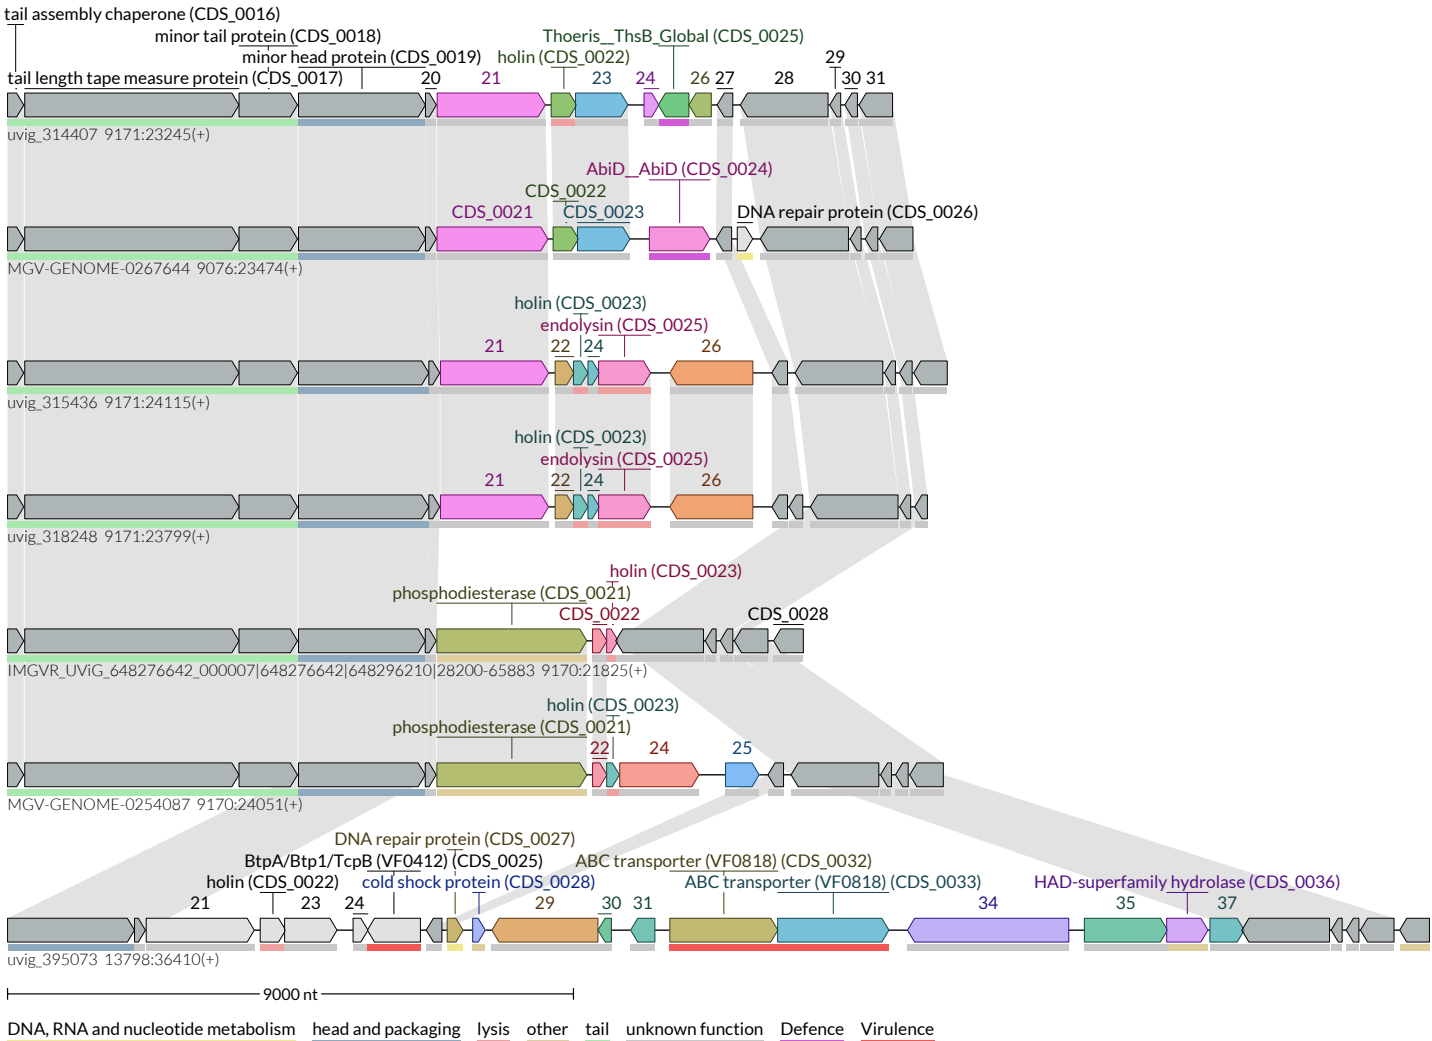 tail assembly chaperone (CDS_0016)
minor tail protein (CDS_0018)
Thoeris__ThsB_Global (CDS_0025)
minor head protein (CDS_0019)
holin (CDS_0022)
29
tail length tape measure protein (CDS_0017)
20 21 23 24 26 27 28 30 31
uvig_314407 9171:23245(+)
AbiD__AbiD (CDS_0024)
CDS_0022
CDS_0021 CDS_0023 DNA repair protein (CDS_0026)
MGV-GENOME-0267644 9076:23474(+)
holin (CDS_0023)
endolysin (CDS_0025)
21 22 24 26
uvig_315436 9171:24115(+)
holin (CDS_0023)
endolysin (CDS_0025)
21 22 24 26
uvig_318248 9171:23799(+)
holin (CDS_0023)
phosphodiesterase (CDS_0021)
CDS_0022 CDS_0028
IMGVR_UViG_648276642_000007|648276642|648296210|28200-65883 9170:21825(+)
holin (CDS_0023)
phosphodiesterase (CDS_0021)
22 24 25
MGV-GENOME-0254087 9170:24051(+)
DNA repair protein (CDS_0027)
BtpA/Btp1/TcpB (VF0412) (CDS_0025) ABC transporter (VF0818) (CDS_0032)
holin (CDS_0022) cold shock protein (CDS_0028) ABC transporter (VF0818) (CDS_0033) HAD-superfamily hydrolase (CDS_0036)
21 23 24 29 30 31 34 35 37
uvig_395073 13798:36410(+)
9000 nt
DNA, RNA and nucleotide metabolism head and packaging lysis other tail unknown function Defence Virulence